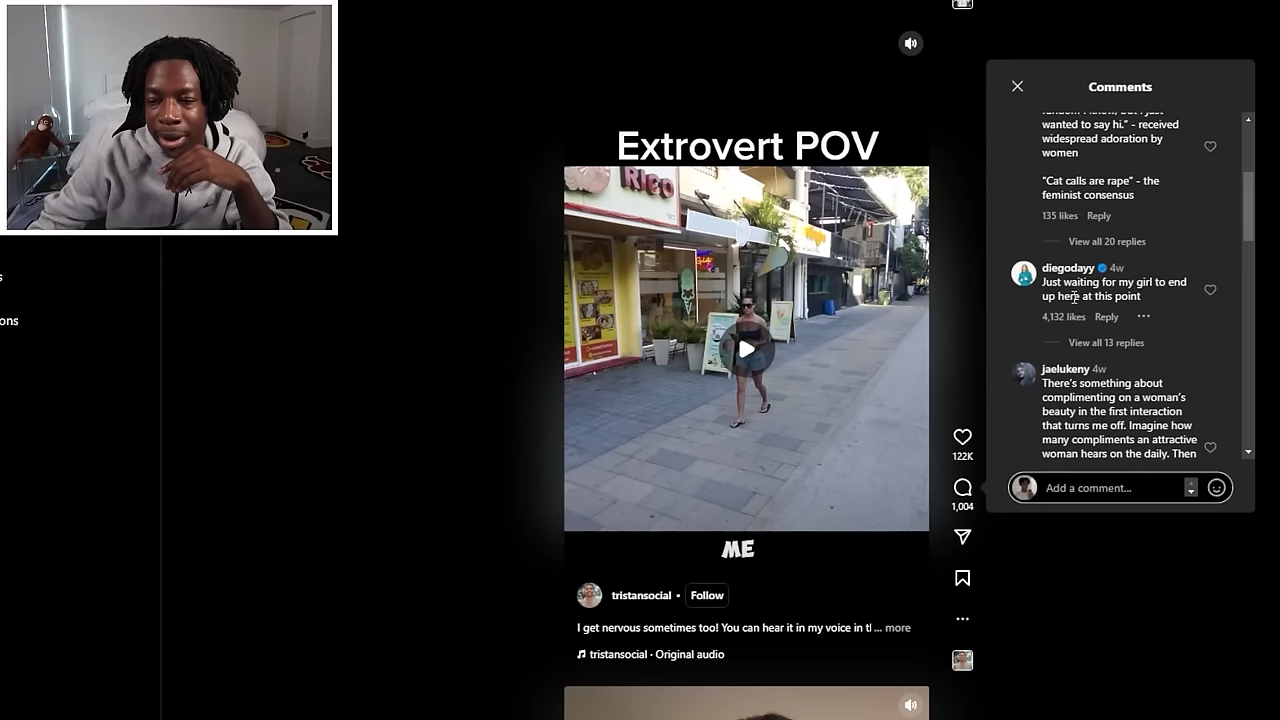 Extrovert POV
RICO
ME
tristansocial • Follow
I get nervous sometimes too! You can hear it in my voice in tl ... more
tristansocial · Original audio
122K
1,004
Comments
wanted to say hi." - received
widespread adoration by
women
"Cat calls are rape" - the
feminist consensus
135 likes Reply
View all 20 replies
diegodayy 4w
Just waiting for my girl to end
up here at this point
4,132 likes Reply
View all 13 replies
jaelukeny 4w
There's something about
complimenting on a woman's
beauty in the first interaction
that turns me off. Imagine how
many compliments an attractive
woman hears on the daily. Then
Add a comment...
s
ons